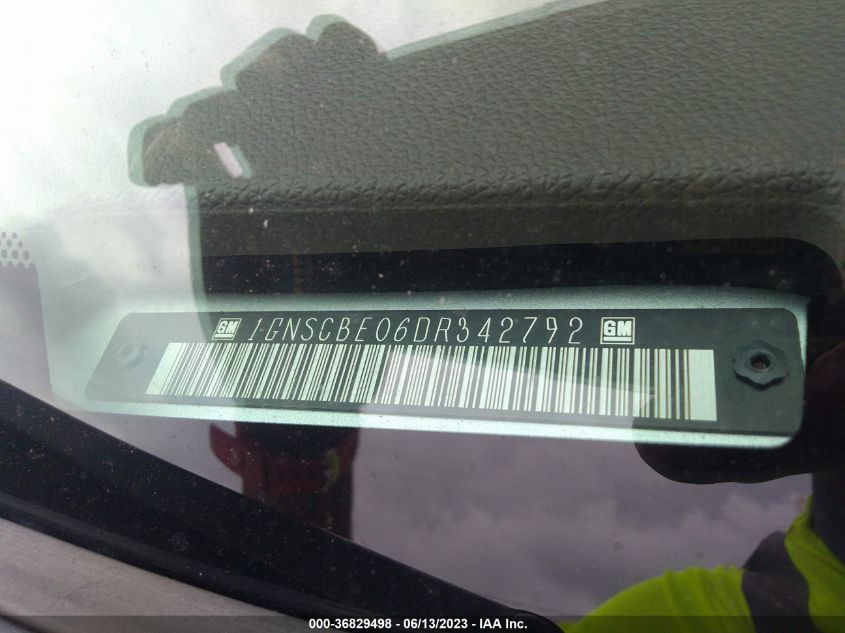 GM 1GNSCBE06DR342792 GM
000-36829498 - 06/13/2023 - IAA Inc.